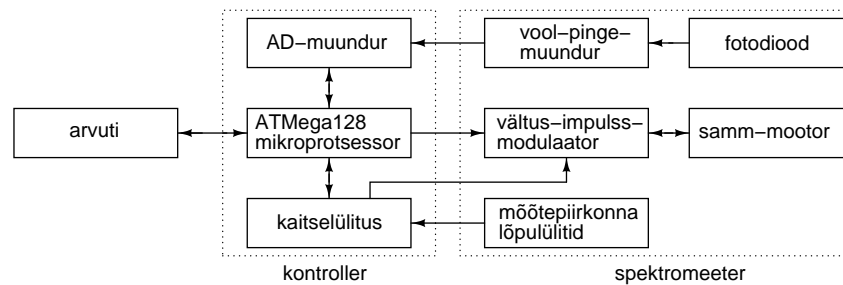 AD−muundur
vool−pinge−
muundur
fotodiood
arvuti
ATMega128
mikroprotsessor
vältus−impulss−
modulaator
samm−mootor
kaitselülitus
mõõtepiirkonna
lõpulülitid
kontroller
spektromeeter